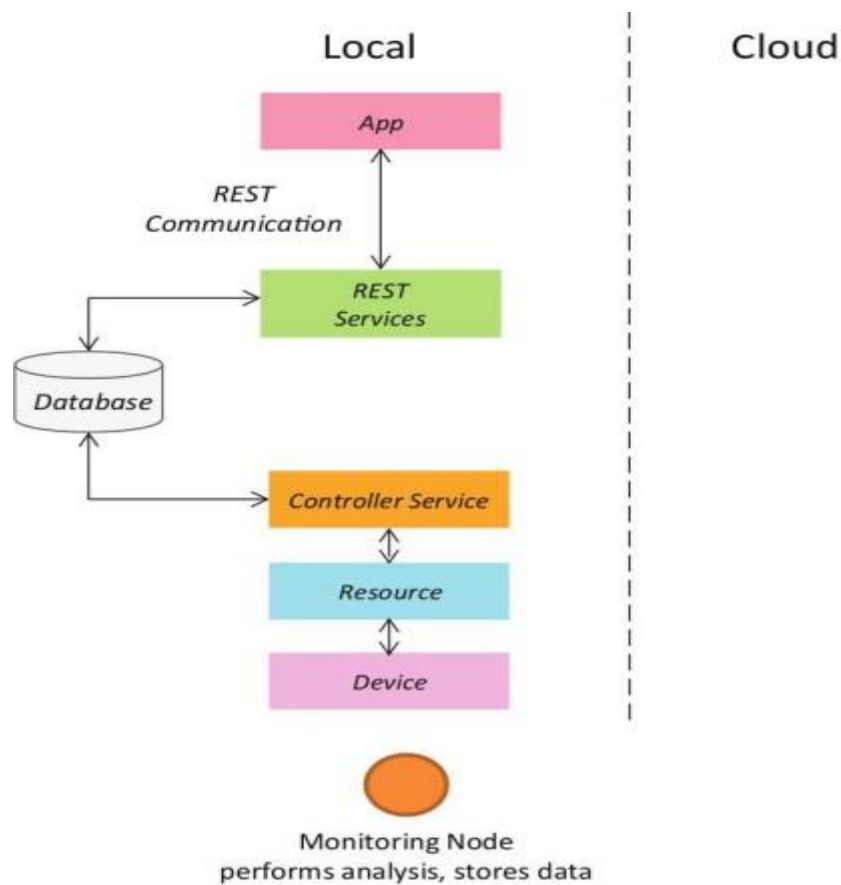 Local
Cloud
App
REST
Communication
REST
Services
Database
Controller Service
Resource
Device
Monitoring Node
performs analysis, stores data